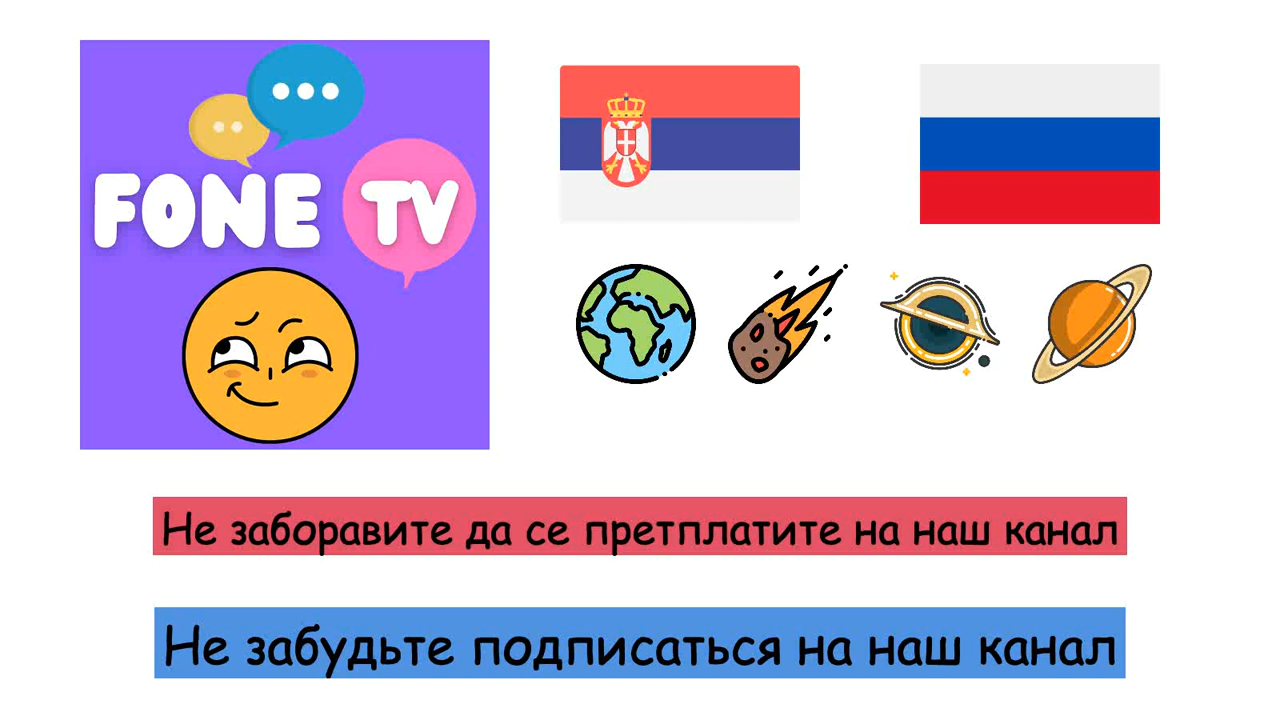 FONE TV
Не заборавите да се претплатите на наш канал
Не забудьте подписаться на наш канал